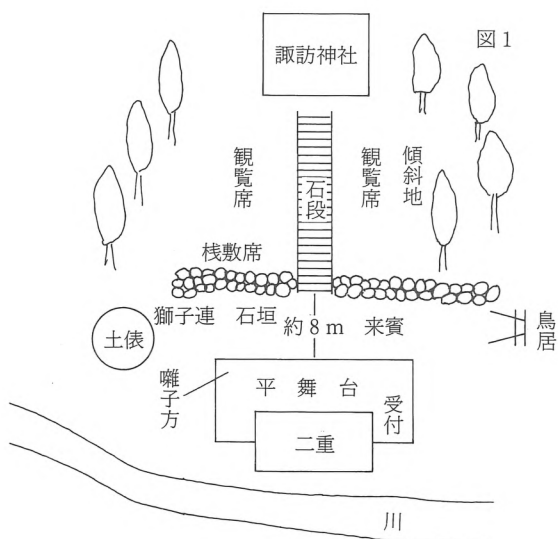 図1
諏訪神社
観覧席
石段
観覧席
傾斜地
桟敷席
獅子連
石垣
約8m
来賓
鳥居
土俵
囃子方
平舞台
受付
二重
川